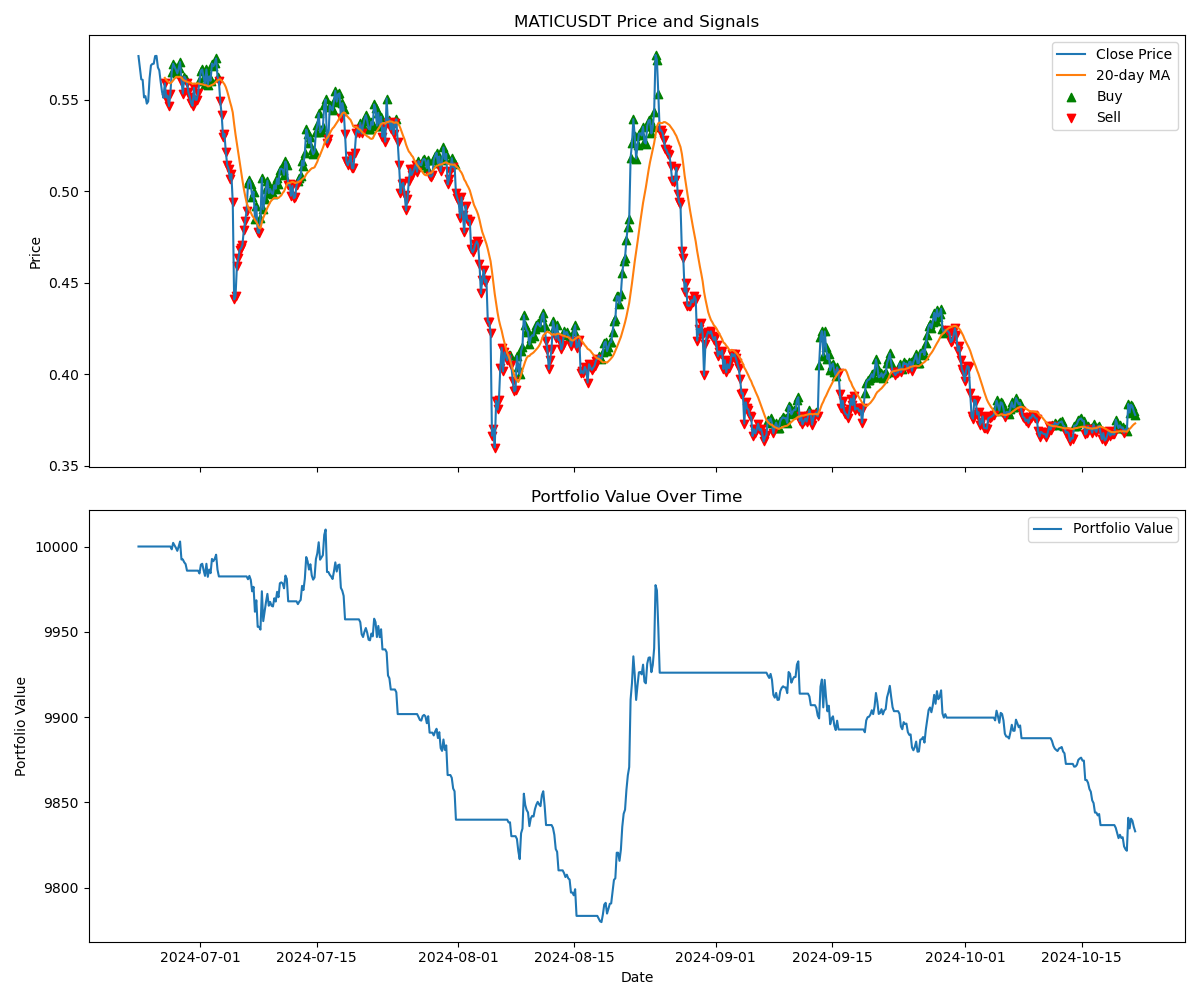 MATICUSDT Price and Signals
Close Price
20-day MA
Buy
Sell
0.55
0.50
0.45
0.40
0.35
Price
Portfolio Value Over Time
Portfolio Value
10000
9950
9900
9850
9800
Portfolio Value
2024-07-01 2024-07-15 2024-08-01 2024-08-15 2024-09-01 2024-09-15 2024-10-01 2024-10-15
Date